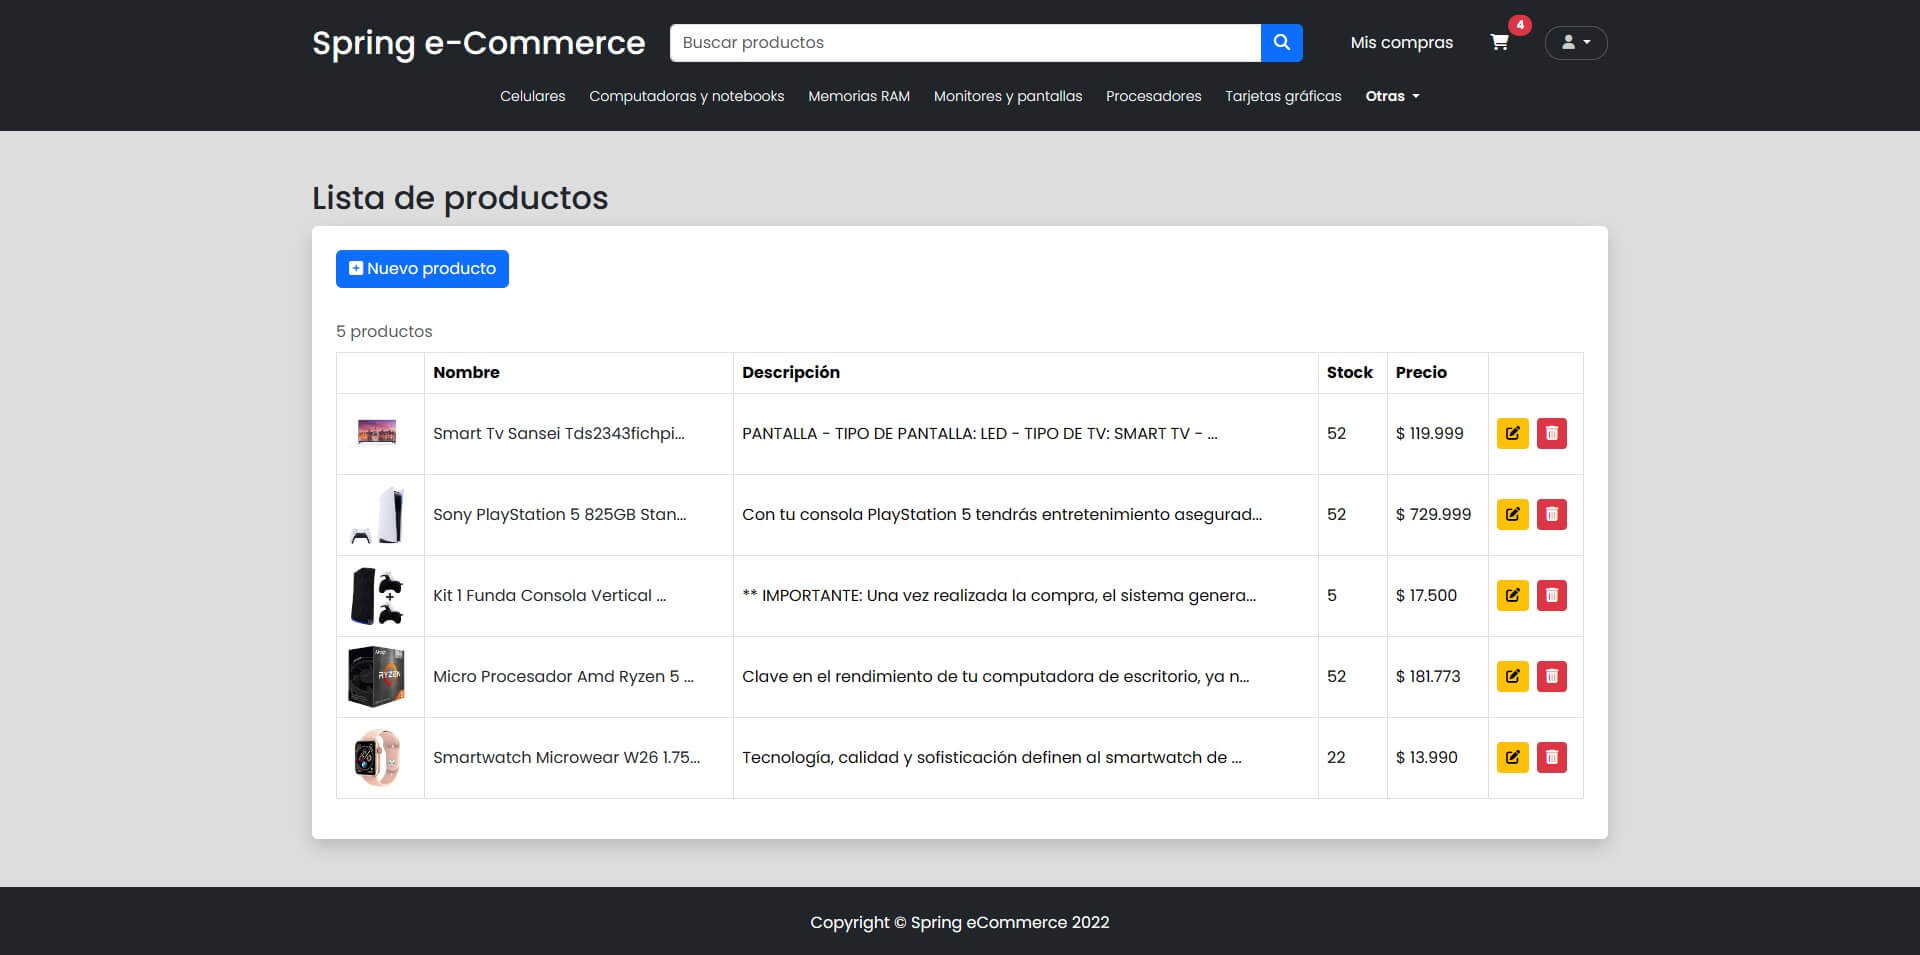 Spring e-Commerce
Buscar productos
Mis compras
4
Celulares Computadoras y notebooks Memorias RAM Monitores y pantallas Procesadores Tarjetas gráficas Otras
Lista de productos
Nuevo producto
5 productos
Nombre Descripción Stock Precio
Smart Tv Sansei Tds2343fichpi... PANTALLA - TIPO DE PANTALLA: LED - TIPO DE TV: SMART TV - ... 52 $ 119.999
Sony PlayStation 5 825GB Stan... Con tu consola PlayStation 5 tendrás entretenimiento asegurad... 52 $ 729.999
Kit 1 Funda Consola Vertical ... ** IMPORTANTE: Una vez realizada la compra, el sistema genera... 5 $ 17.500
RYZEN
Micro Procesador Amd Ryzen 5 ... Clave en el rendimiento de tu computadora de escritorio, ya n... 52 $ 181.773
Smartwatch Microwear W26 1.75... Tecnología, calidad y sofisticación definen al smartwatch de ... 22 $ 13.990
Copyright © Spring eCommerce 2022